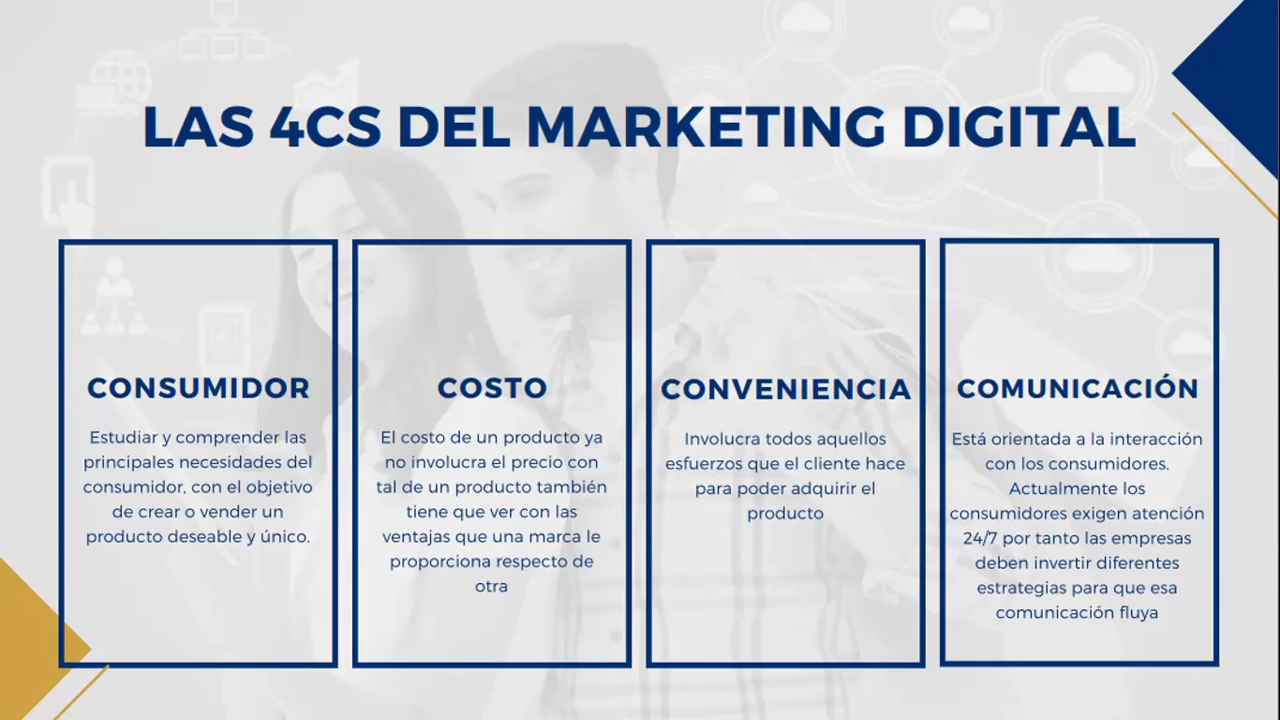 LAS 4CS DEL MARKETING DIGITAL
CONSUMIDOR
Estudiar y comprender las
principales necesidades del
consumidor, con el objetivo
de crear o vender un
producto deseable y único.
COSTO
El costo de un producto ya
no involucra el precio con
tal de un producto también
tiene que ver con las
ventajas que una marca le
proporciona respecto de
otra
CONVENIENCIA
Involucra todos aquellos
esfuerzos que el cliente hace
para poder adquirir el
producto
COMUNICACIÓN
Está orientada a la interacción
con los consumidores.
Actualmente los
consumidores exigen atención
24/7 por tanto las empresas
deben invertir diferentes
estrategias para que esa
comunicación fluya